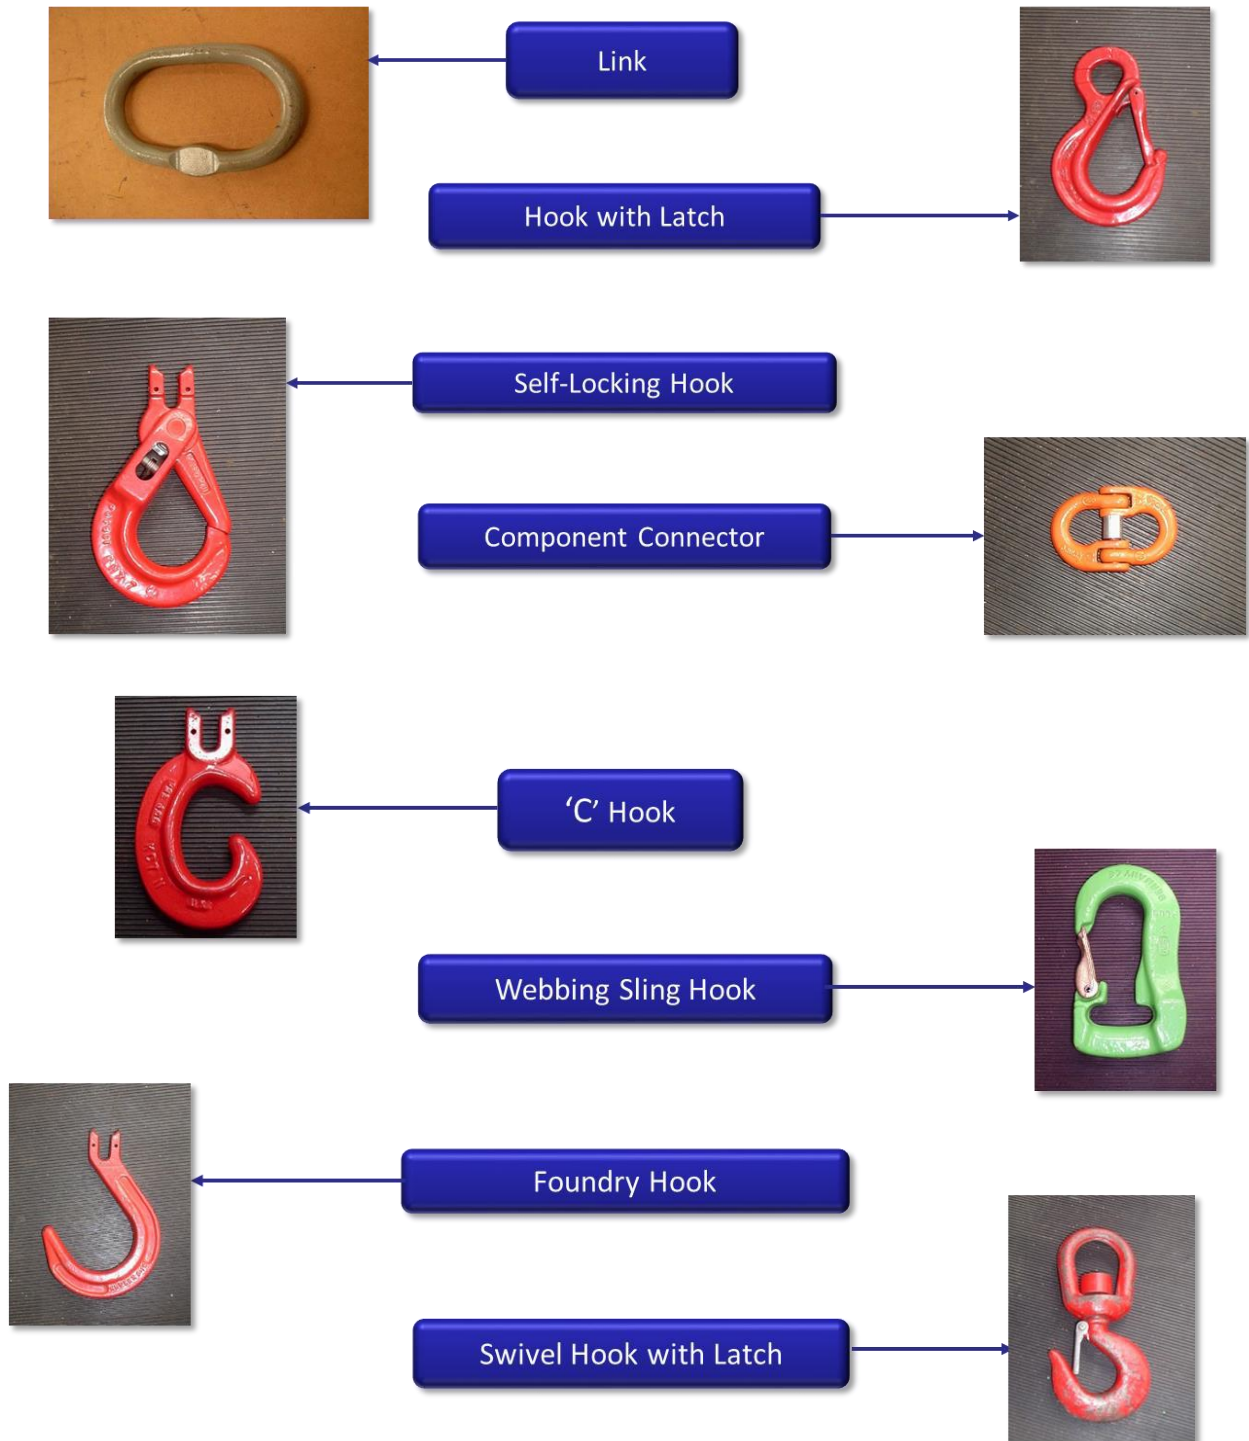 Link
Hook with Latch
Self-Locking Hook
Component Connector
‘C’ Hook
Webbing Sling Hook
Foundry Hook
Swivel Hook with Latch